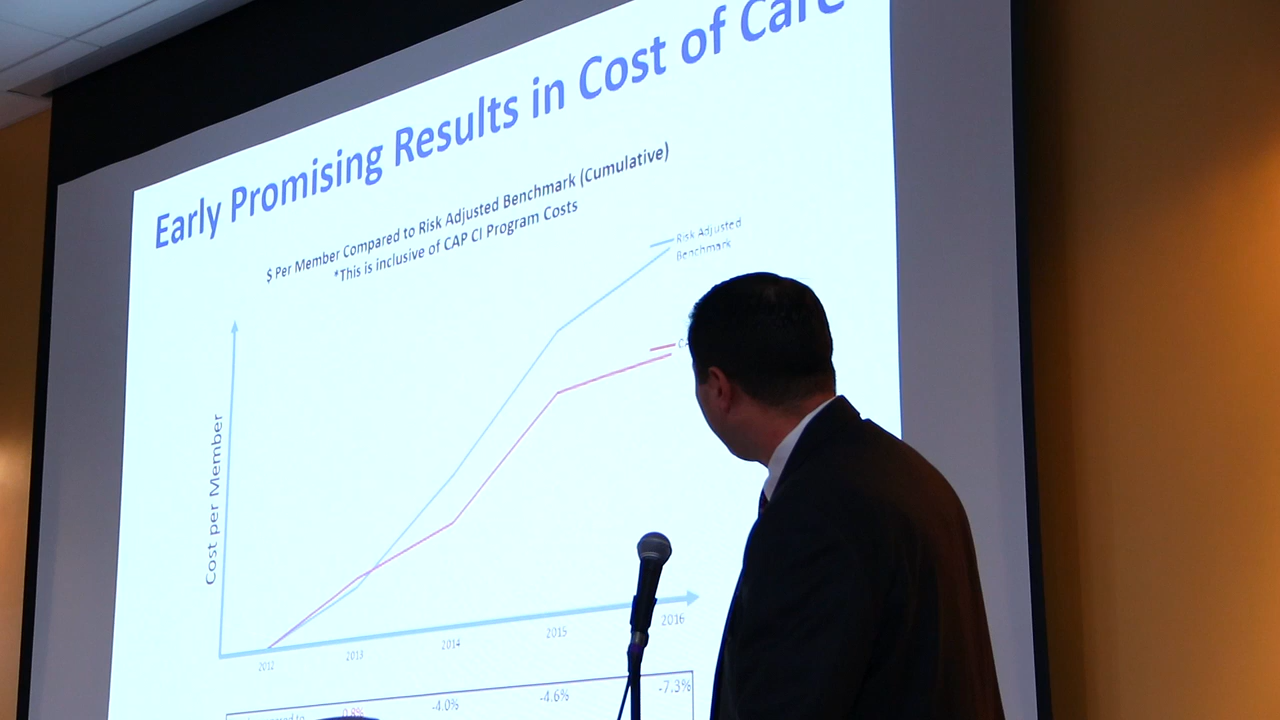 Early Promising Results in Cost of Care
$ Per Member Compared to Risk Adjusted Benchmark (Cumulative)
*This is inclusive of CAP CI Program Costs
Risk Adjusted
Benchmark
Cost per Member
2012 2013 2014 2015 2016
0.8% -4.0% -4.6% -7.3%